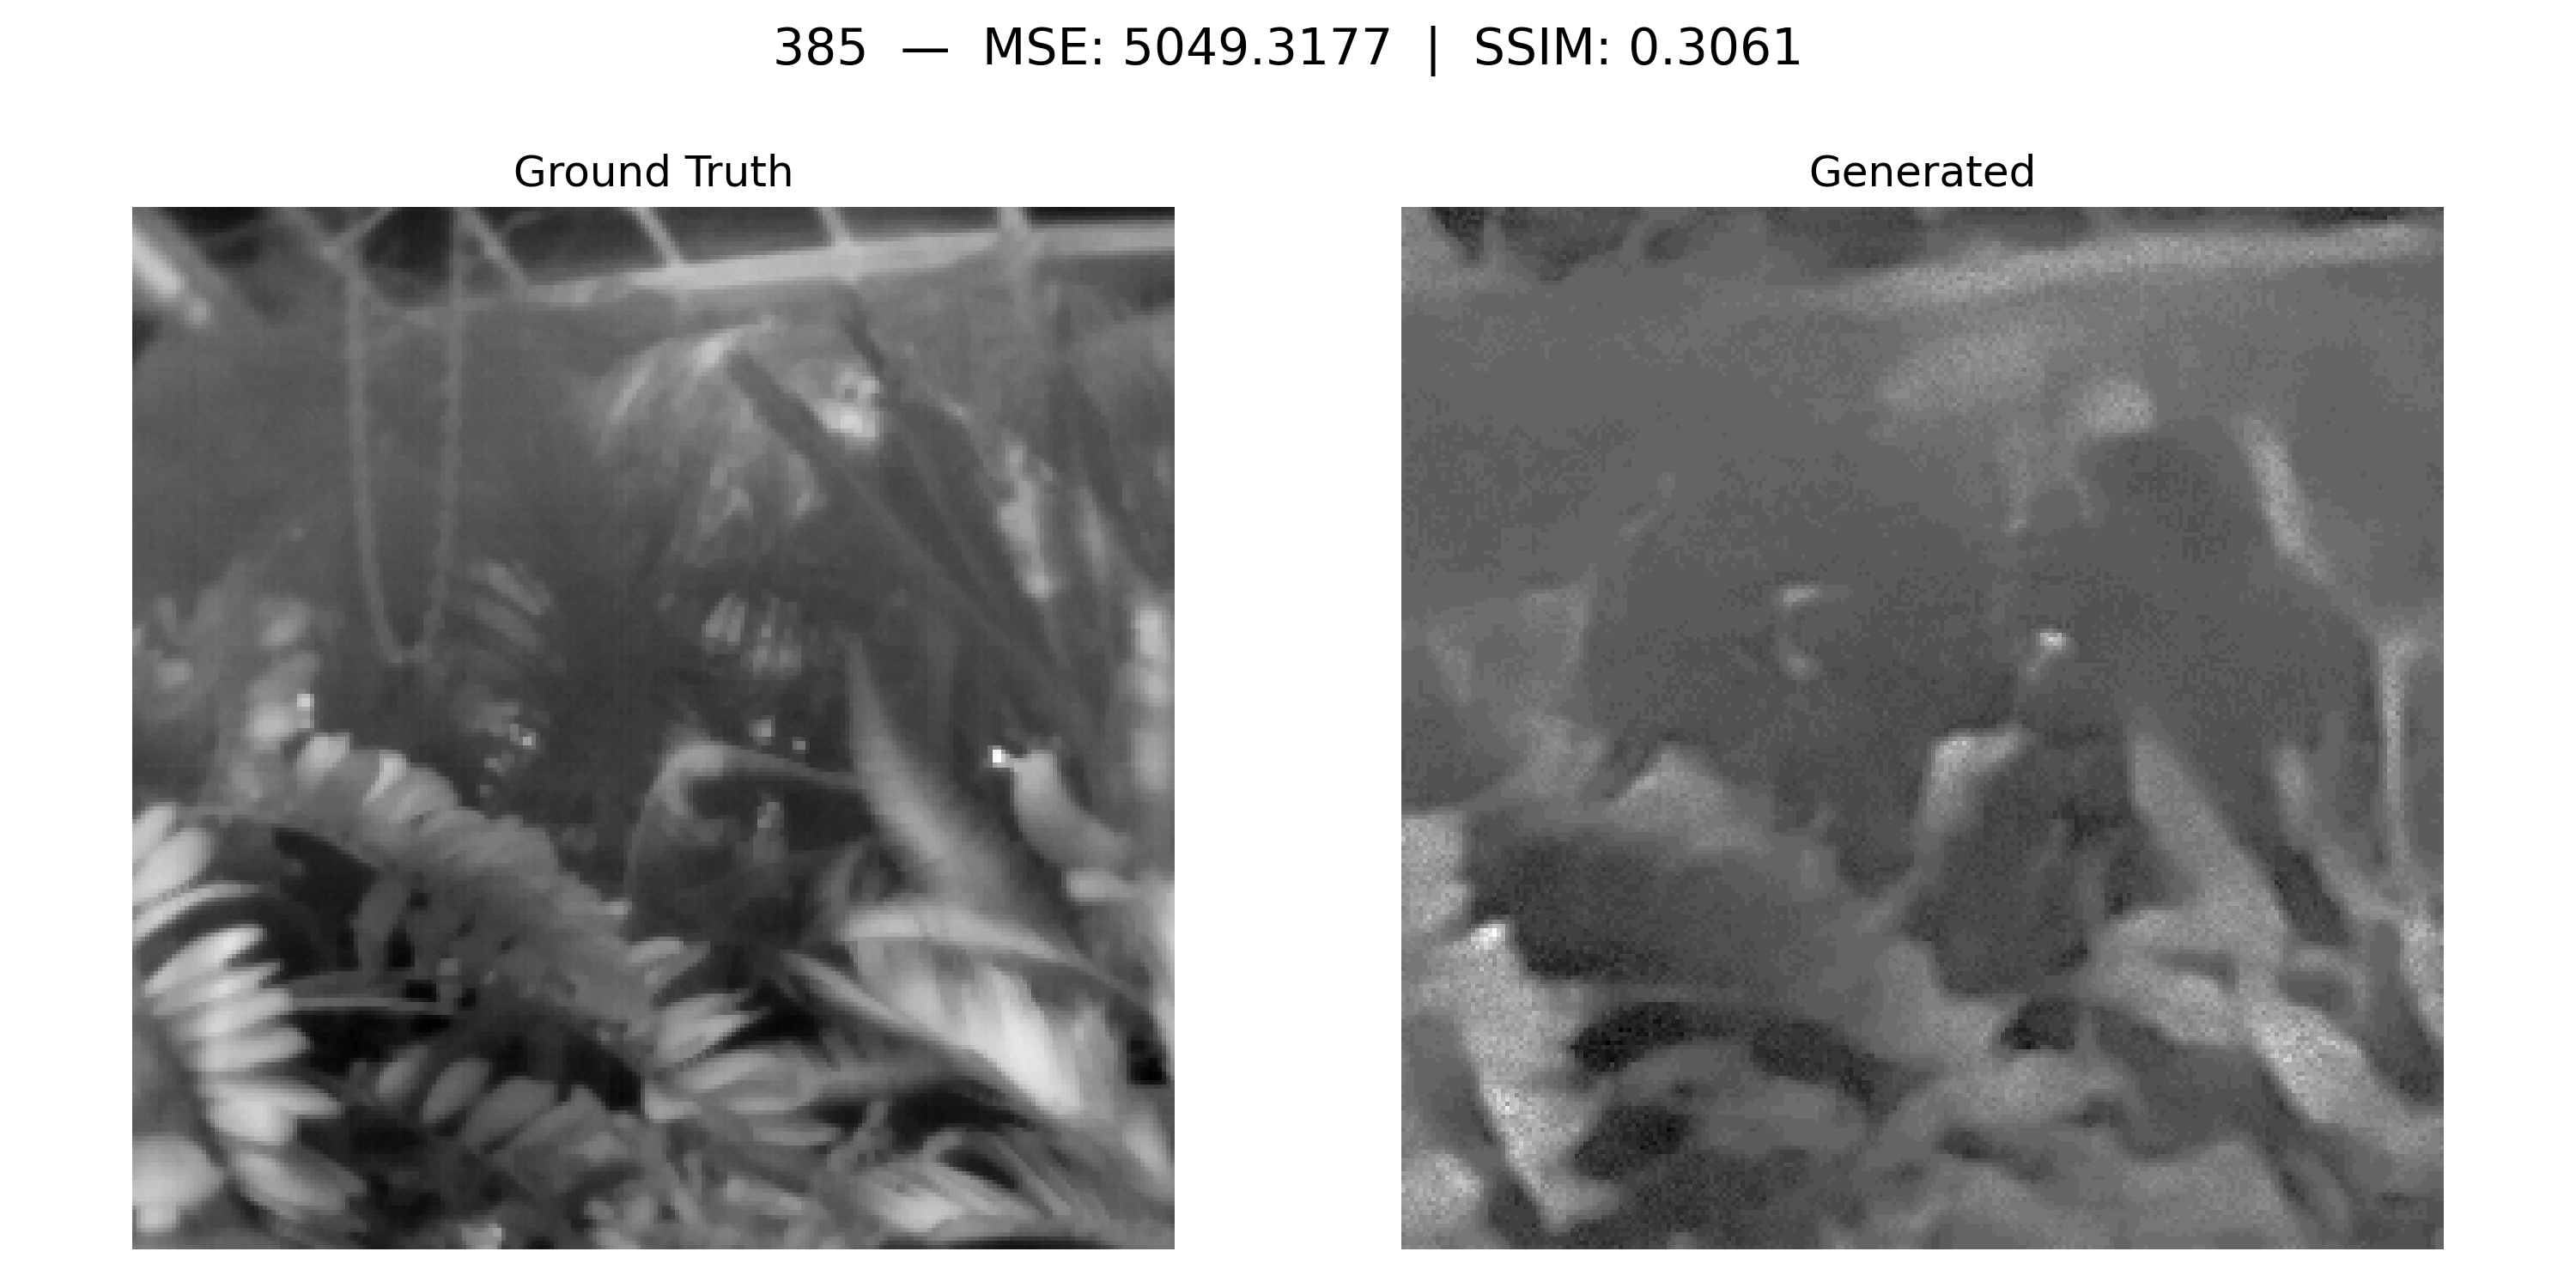 385 — MSE: 5049.3177 | SSIM: 0.3061
Ground Truth
Generated